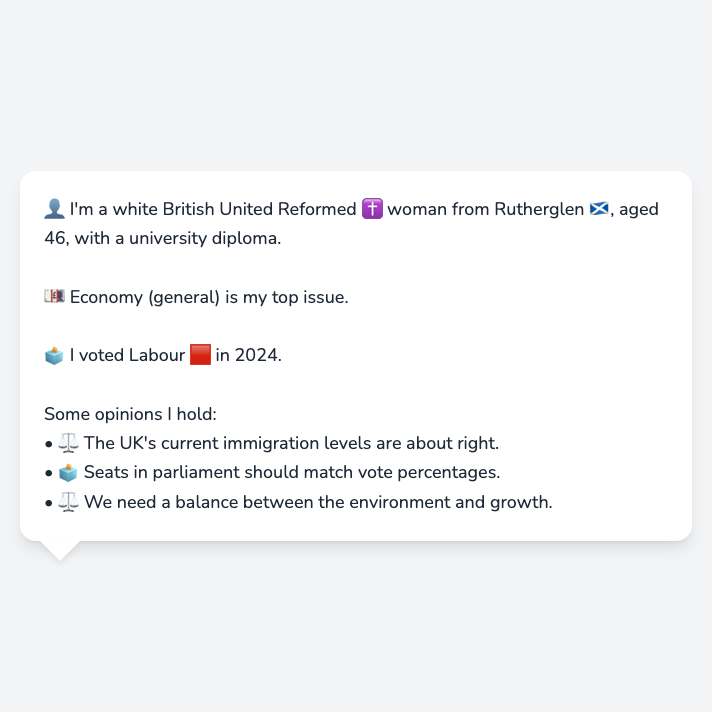 👤 I'm a white British United Reformed ✝️ woman from Rutherglen 🏴󠁧󠁢󠁳󠁣󠁴󠁿, aged
46, with a university diploma.
💷 Economy (general) is my top issue.
🗳️ I voted Labour 🟥 in 2024.
Some opinions I hold:
• ⚖️ The UK's current immigration levels are about right.
• 🗳️ Seats in parliament should match vote percentages.
• ⚖️ We need a balance between the environment and growth.